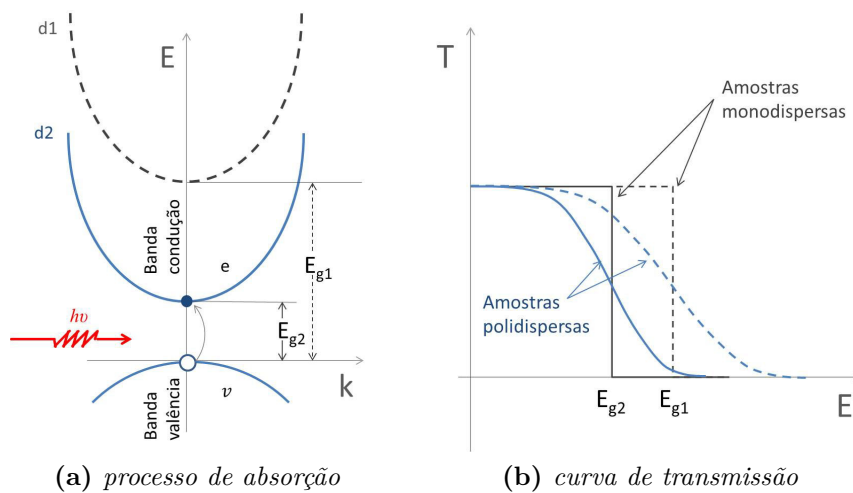 d1
E
d2
Banda
condução
e
E_g1
hυ
E_g2
k
Banda
valência
v
(a) processo de absorção
T
Amostras
monodispersas
Amostras
polidispersas
E_g2
E_g1
E
(b) curva de transmissão